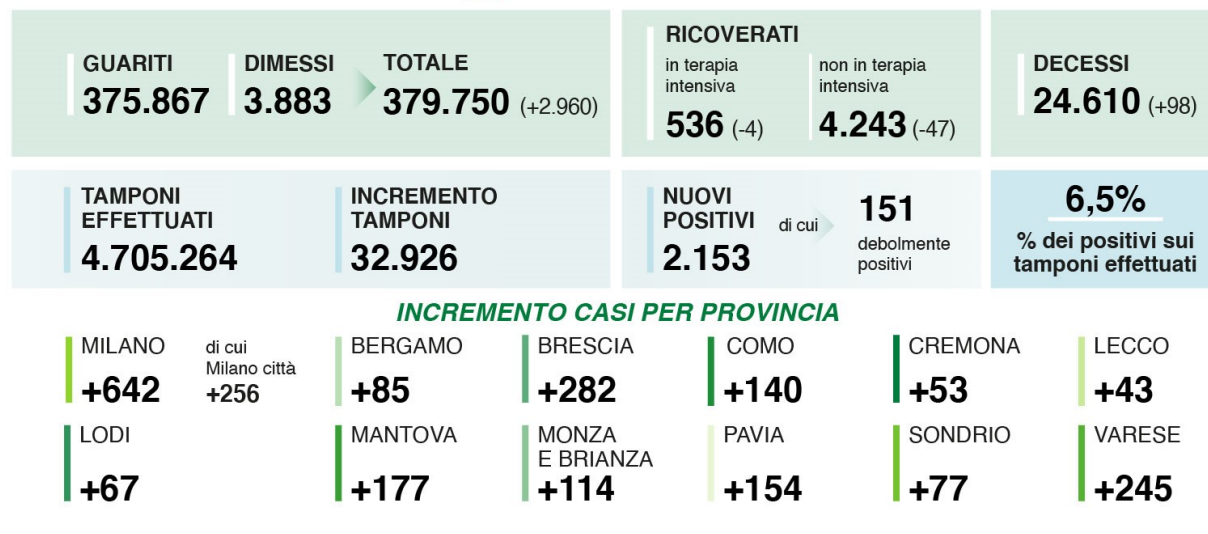 GUARITI
375.867
DIMESSI
3.883
TOTALE
379.750 (+2.960)
RICOVERATI
in terapia
intensiva
536 (-4)
non in terapia
intensiva
4.243 (-47)
DECESSI
24.610 (+98)
TAMPONI
EFFETTUATI
4.705.264
INCREMENTO
TAMPONI
32.926
NUOVI
POSITIVI
2.153
di cui
151
debolmente
positivi
6,5%
% dei positivi sui
tamponi effettuati
INCREMENTO CASI PER PROVINCIA
MILANO
+642
di cui
Milano città
+256
BERGAMO
+85
BRESCIA
+282
COMO
+140
CREMONA
+53
LECCO
+43
LODI
+67
MANTOVA
+177
MONZA
E BRIANZA
+114
PAVIA
+154
SONDRIO
+77
VARESE
+245